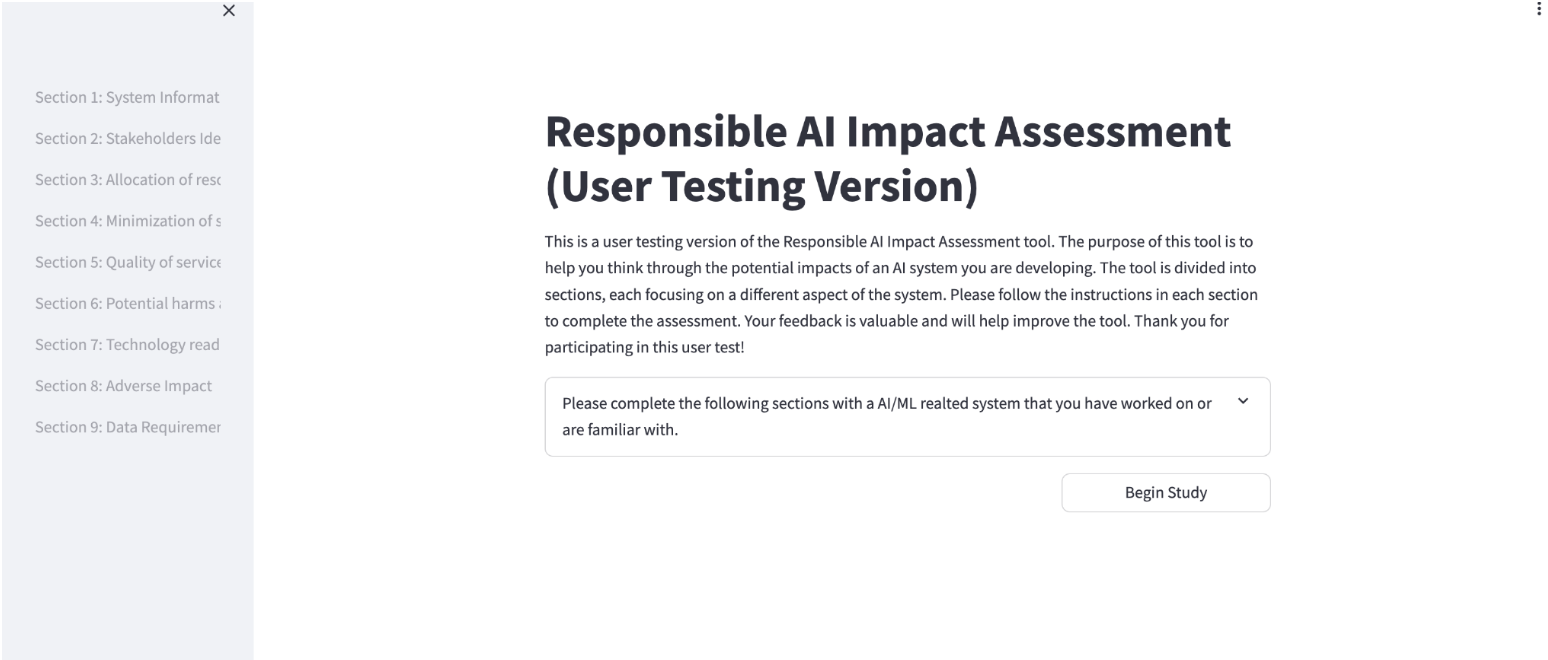 Section 1: System Informat
Section 2: Stakeholders Ide
Section 3: Allocation of reso
Section 4: Minimization of s
Section 5: Quality of service
Section 6: Potential harms a
Section 7: Technology read
Section 8: Adverse Impact
Section 9: Data Requiremen
Responsible AI Impact Assessment
(User Testing Version)
This is a user testing version of the Responsible AI Impact Assessment tool. The purpose of this tool is to
help you think through the potential impacts of an AI system you are developing. The tool is divided into
sections, each focusing on a different aspect of the system. Please follow the instructions in each section
to complete the assessment. Your feedback is valuable and will help improve the tool. Thank you for
participating in this user test!
Please complete the following sections with a AI/ML realted system that you have worked on or
are familiar with.
Begin Study